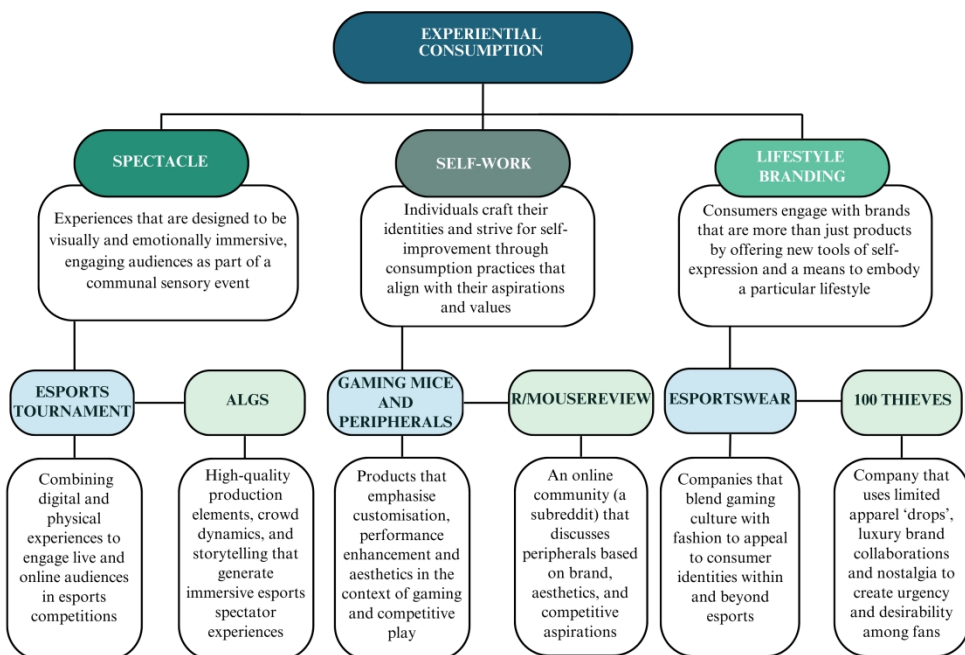 EXPERIENTIAL
CONSUMPTION
SPECTACLE
Experiences that are designed to be
visually and emotionally immersive,
engaging audiences as part of a
communal sensory event
SELF-WORK
Individuals craft their
identities and strive for self-
improvement through
consumption practices that
align with their aspirations
and values
LIFESTYLE
BRANDING
Consumers engage with brands
that are more than just products
by offering new tools of self-
expression and a means to embody
a particular lifestyle
ESPORTS
TOURNAMENT
Combining
digital and
physical
experiences to
engage live and
online audiences
in esports
competitions
ALGS
High-quality
production
elements, crowd
dynamics, and
storytelling that
generate
immersive esports
spectator
experiences
GAMING MICE
AND
PERIPHERALS
Products that
emphasise
customisation,
performance
enhancement and
aesthetics in the
context of gaming
and competitive
play
R/MOUSEREVIEW
An online
community (a
subreddit) that
discusses
peripherals based
on brand,
aesthetics, and
competitive
aspirations
ESPORTSWEAR
Companies that
blend gaming
culture with
fashion to appeal
to consumer
identities within
and beyond
esports
100 THIEVES
Company that
uses limited
apparel ‘drops’,
luxury brand
collaborations
and nostalgia to
create urgency
and desirability
among fans